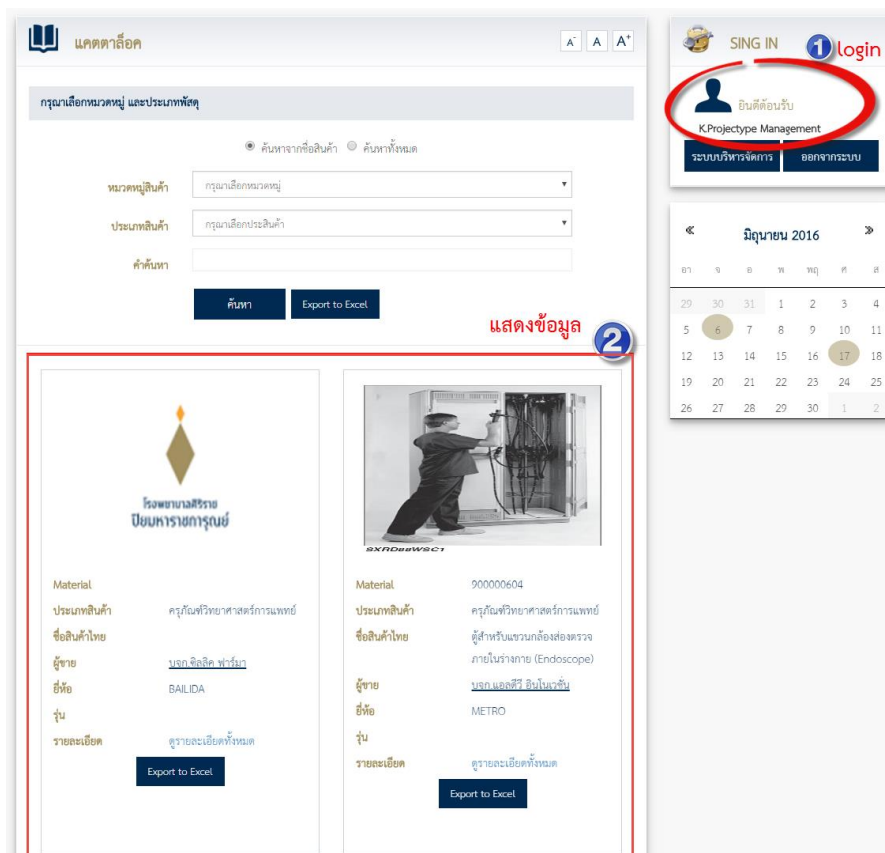 แคตตาล็อค
A- A A+
กรุณาเลือกหมวดหมู่ และประเภทพัสดุ
ค้นหาจากชื่อสินค้า ค้นหาทั้งหมด
หมวดหมู่สินค้า กรุณาเลือกหมวดหมู่
ประเภทสินค้า กรุณาเลือกประสินค้า
คำค้นหา
ค้นหา Export to Excel
แสดงข้อมูล 2
โรงพยาบาลศิริราช
ปิยมหาราชการุณย์
Material
ประเภทสินค้า ครุภัณฑ์วิทยาศาสตร์การแพทย์
ชื่อสินค้าไทย
ผู้ขาย บจก.ซิลลิค ฟาร์มา
ยี่ห้อ BAILIDA
รุ่น
รายละเอียด ดูรายละเอียดทั้งหมด
Export to Excel
SXRD88WSC1
Material 900000604
ประเภทสินค้า ครุภัณฑ์วิทยาศาสตร์การแพทย์
ชื่อสินค้าไทย ตู้สำหรับแขวนกล้องส่องตรวจ
ภายในร่างกาย (Endoscope)
ผู้ขาย บจก.แอลดีวี อินโนเวชั่น
ยี่ห้อ METRO
รุ่น
รายละเอียด ดูรายละเอียดทั้งหมด
Export to Excel
SING IN 1 login
ยินดีต้อนรับ
K.Projectype Management
ระบบบริหารจัดการ ออกจากระบบ
« มิถุนายน 2016 »
อา จ อ พ พฤ ศ ส
29 30 31 1 2 3 4
5 6 7 8 9 10 11
12 13 14 15 16 17 18
19 20 21 22 23 24 25
26 27 28 29 30 1 2